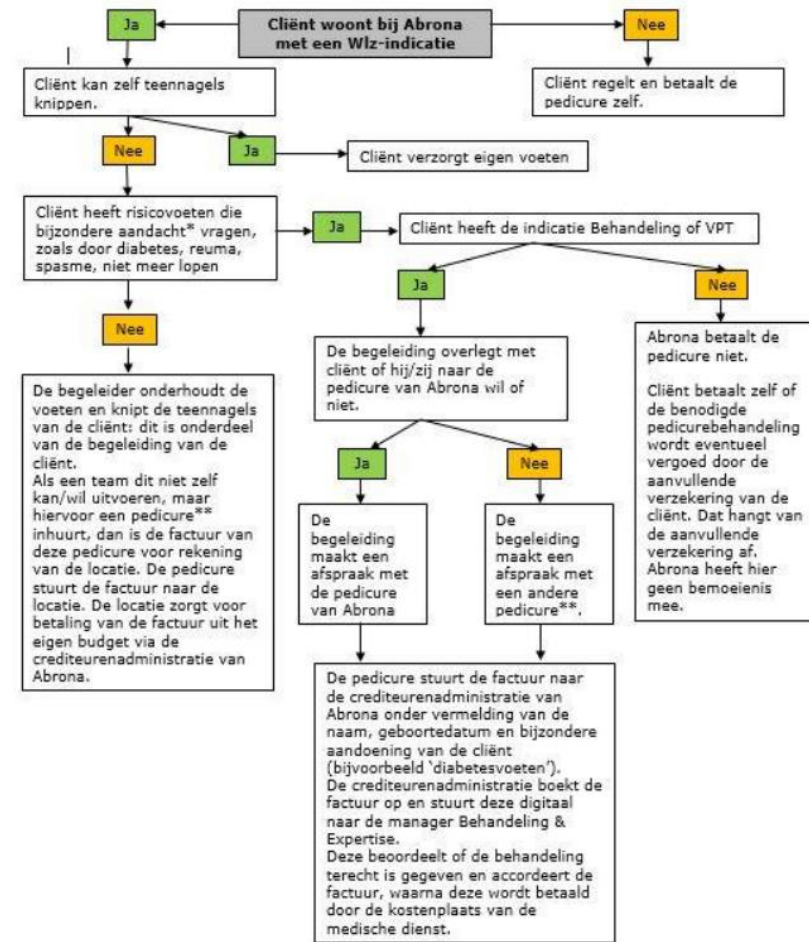 Ja
Cliënt woont bij Abrona
met een Wlz-indicatie
Nee
Cliënt kan zelf teennagels
knippen.
Cliënt regelt en betaalt de
pedicure zelf.
Nee
Ja
Cliënt verzorgt eigen voeten
Cliënt heeft risicovoeten die
bijzondere aandacht* vragen,
zoals door diabetes, reuma,
spasme, niet meer lopen
Ja
Cliënt heeft de indicatie Behandeling of VPT
Ja
Nee
Nee
De begeleider onderhoudt de
voeten en knipt de teennagels
van de cliënt: dit is onderdeel
van de begeleiding van de
cliënt.
Als een team dit niet zelf
kan/wil uitvoeren, maar
hiervoor een pedicure**
inhuurt, dan is de factuur van
deze pedicure voor rekening
van de locatie. De pedicure
stuurt de factuur naar de
locatie. De locatie zorgt voor
betaling van de factuur uit het
eigen budget via de
crediteurenadministratie van
Abrona.
De begeleiding overlegt met
cliënt of hij/zij naar de
pedicure van Abrona wil of
niet.
Abrona betaalt de
pedicure niet.
Cliënt betaalt zelf of
de benodigde
pedicurebehandeling
wordt eventueel
vergoed door de
aanvullende
verzekering van de
cliënt. Dat hangt van
de aanvullende
verzekering af.
Abrona heeft hier
geen bemoeienis
mee.
Ja
Nee
De
begeleiding
maakt een
afspraak met
de pedicure
van Abrona
De
begeleiding
maakt een
afspraak met
een andere
pedicure**.
De pedicure stuurt de factuur naar
de crediteurenadministratie van
Abrona onder vermelding van de
naam, geboortedatum en bijzondere
aandoening van de cliënt
(bijvoorbeeld ‘diabetesvoeten’).
De crediteurenadministratie boekt de
factuur op en stuurt deze digitaal
naar de manager Behandeling &
Expertise.
Deze beoordeelt of de behandeling
terecht is gegeven en accordeert de
factuur, waarna deze wordt betaald
door de kostenplaats van de
medische dienst.